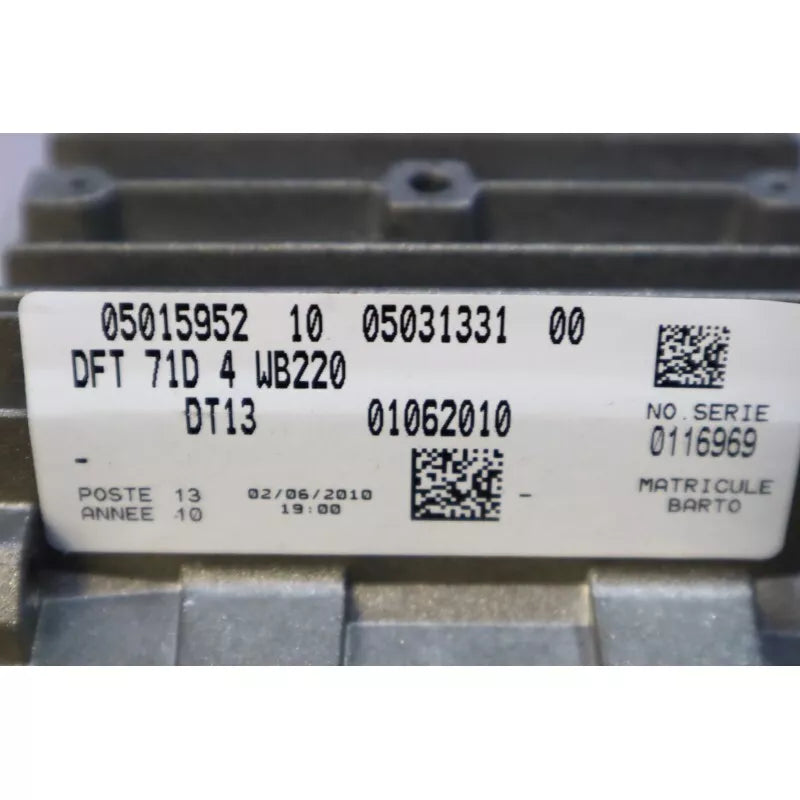 05015952 10 05031331 00
DFT 71D 4 WB220
DT13 01062010
NO.SERIE
0116969
-
POSTE 13 02/06/2010 -
ANNEE 10 19:00
MATRICULE
BARTO